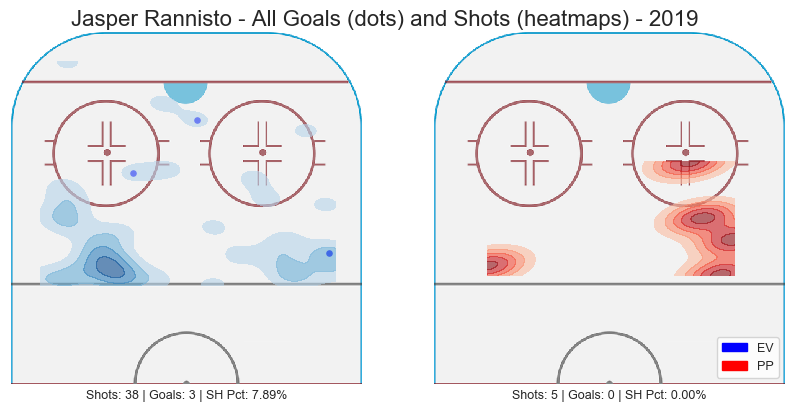 Jasper Rannisto - All Goals (dots) and Shots (heatmaps) - 2019
EV
PP
Shots: 38 | Goals: 3 | SH Pct: 7.89%
Shots: 5 | Goals: 0 | SH Pct: 0.00%